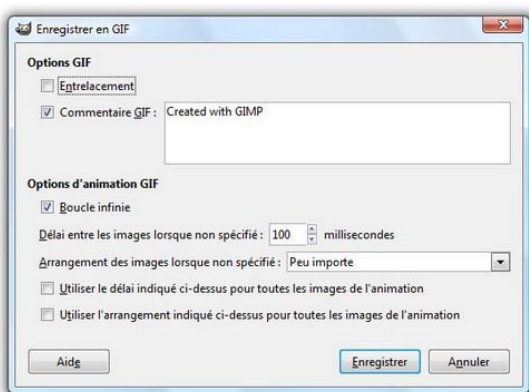 Enregistrer en GIF
Options GIF
Entrelacement
Commentaire GIF : Created with GIMP
Options d'animation GIF
Boucle infinie
Délai entre les images lorsque non spécifié : 100 millisecondes
Arrangement des images lorsque non spécifié : Peu importe
Utiliser le délai indiqué ci-dessus pour toutes les images de l'animation
Utiliser l'arrangement indiqué ci-dessus pour toutes les images de l'animation
Aide Enregistrer Annuler